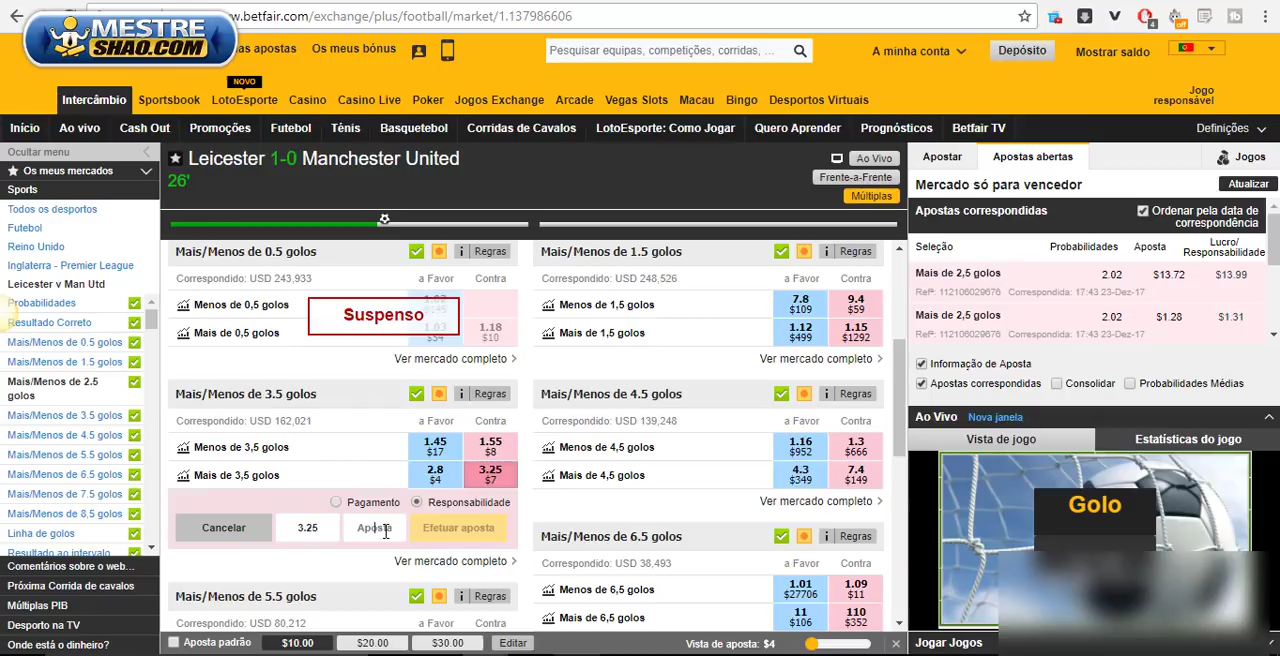 w.betfair.com/exchange/plus/football/market/1.137986606
MESTRE
SHAO.COM
as apostas
Os meus bónus
Pesquisar equipas, competições, corridas, ...
A minha conta
Depósito
Mostrar saldo
NOVO
Intercâmbio
Sportsbook
LotoEsporte
Casino
Casino Live
Poker
Jogos Exchange
Arcade
Vegas Slots
Macau
Bingo
Desportos Virtuais
Jogo
responsável
Início
Ao vivo
Cash Out
Promoções
Futebol
Ténis
Basquetebol
Corridas de Cavalos
LotoEsporte: Como Jogar
Quero Aprender
Prognósticos
Betfair TV
Definições
Ocultar menu
Os meus mercados
Sports
Todos os desportos
Futebol
Reino Unido
Inglaterra - Premier League
Leicester v Man Utd
Probabilidades
Resultado Correto
Mais/Menos de 0.5 golos
Mais/Menos de 1.5 golos
Mais/Menos de 2.5
golos
Mais/Menos de 3.5 golos
Mais/Menos de 4.5 golos
Mais/Menos de 5.5 golos
Mais/Menos de 6.5 golos
Mais/Menos de 7.5 golos
Mais/Menos de 8,5 golos
Linha de golos
Resultado ao intervalo
Comentários sobre o web...
Próxima Corrida de cavalos
Múltiplas PIB
Desporto na TV
Onde está o dinheiro?
Leicester 1-0 Manchester United
26'
Ao Vivo
Frente-a-Frente
Múltiplas
Mais/Menos de 0.5 golos
i Regras
Correspondido: USD 243,933
a Favor
Contra
Menos de 0,5 golos
Suspenso
Mais de 0,5 golos
1.03
$54
1.18
$10
Ver mercado completo
Mais/Menos de 1.5 golos
i Regras
Correspondido: USD 248,526
a Favor
Contra
Menos de 1,5 golos
7.8
$109
9.4
$59
Mais de 1,5 golos
1.12
$499
1.15
$1292
Ver mercado completo
Mais/Menos de 3.5 golos
i Regras
Correspondido: USD 162,021
a Favor
Contra
Menos de 3,5 golos
1.45
$17
1.55
$8
Mais de 3,5 golos
2.8
$4
3.25
$7
Pagamento
Responsabilidade
Cancelar
3.25
Aposta
Efetuar aposta
Ver mercado completo
Mais/Menos de 4.5 golos
i Regras
Correspondido: USD 139,248
a Favor
Contra
Menos de 4,5 golos
1.16
$952
1.3
$666
Mais de 4,5 golos
4.3
$349
7.4
$149
Ver mercado completo
Mais/Menos de 5.5 golos
i Regras
Correspondido: USD 80,212
a Favor
Contra
Mais/Menos de 6.5 golos
i Regras
Correspondido: USD 38,493
a Favor
Contra
Menos de 6,5 golos
1.01
$27706
1.09
$11
Mais de 6,5 golos
11
$106
110
$352
Aposta padrão
$10.00
$20.00
$30.00
Editar
Vista de aposta: $4
Apostar
Apostas abertas
Jogos
Mercado só para vencedor
Atualizar
Apostas correspondidas
Ordenar pela data de
correspondência
Seleção
Probabilidades
Aposta
Lucro/
Responsabilidade
Mais de 2,5 golos
2.02
$13.72
$13.99
Refª: 112106029676 Correspondida: 17:43 23-Dez-17
Mais de 2,5 golos
2.02
$1.28
$1.31
Refª: 112106029676 Correspondida: 17:43 23-Dez-17
Informação de Aposta
Apostas correspondidas
Consolidar
Probabilidades Médias
Ao Vivo
Nova janela
Vista de jogo
Estatísticas do jogo
Golo
Jogar Jogos